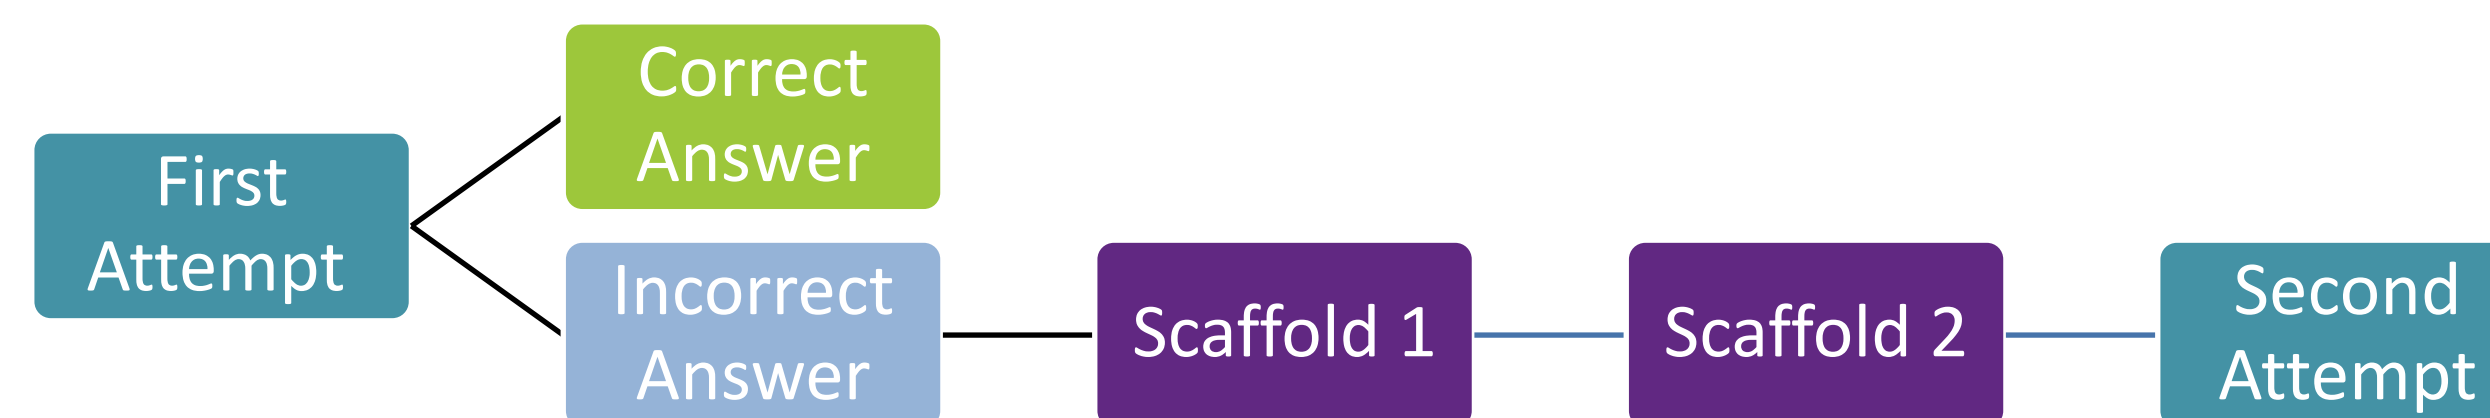 First
Attempt
Correct
Answer
Incorrect
Answer
Scaffold 1
Scaffold 2
Second
Attempt